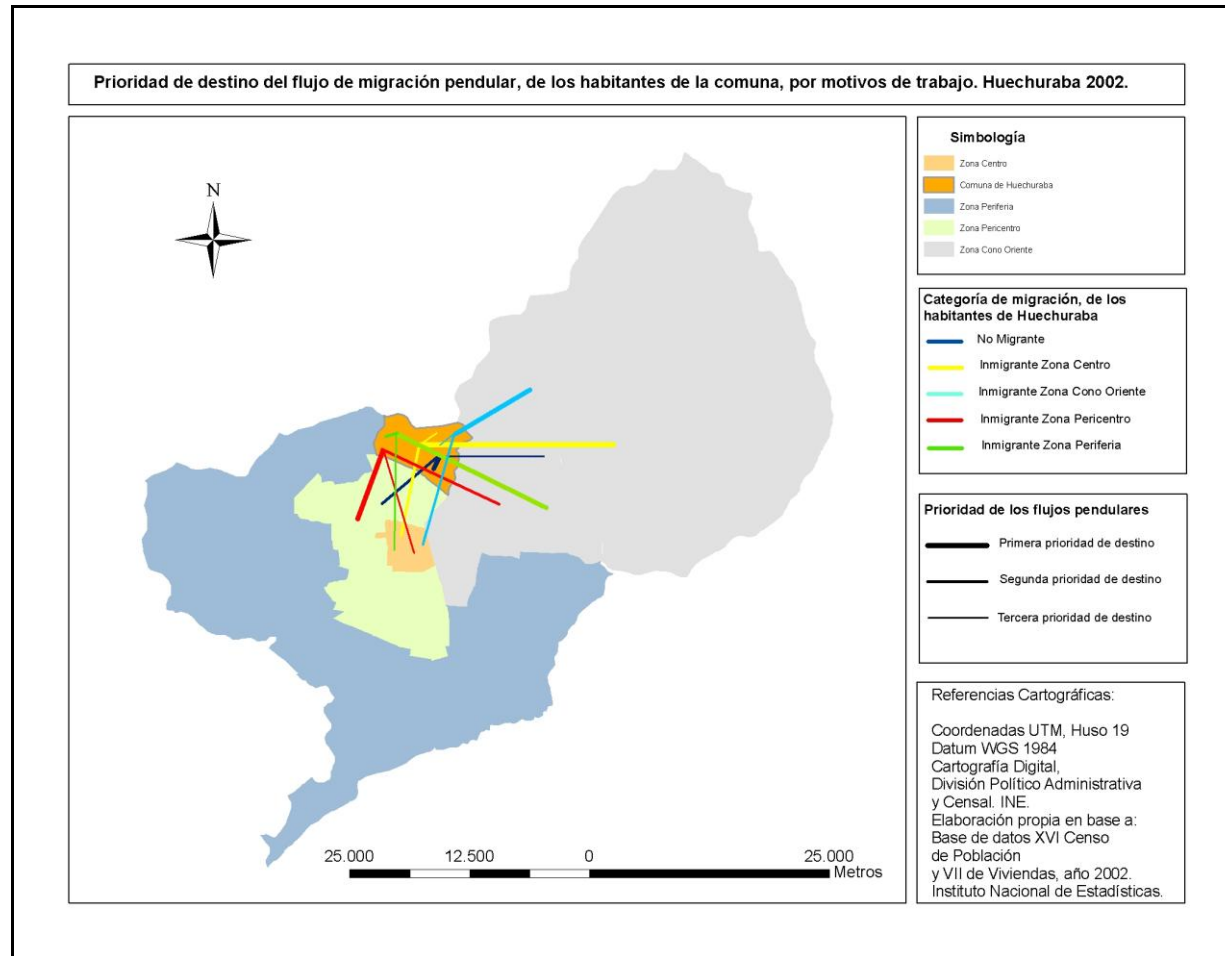 Prioridad de destino del flujo de migración pendular, de los habitantes de la comuna, por motivos de trabajo. Huechuraba 2002.
N
Simbología
Zona Centro
Comuna de Huechuraba
Zona Periferia
Zona Pericentro
Zona Cono Oriente
Categoría de migración, de los
habitantes de Huechuraba
No Migrante
Inmigrante Zona Centro
Inmigrante Zona Cono Oriente
Inmigrante Zona Pericentro
Inmigrante Zona Periferia
Prioridad de los flujos pendulares
Primera prioridad de destino
Segunda prioridad de destino
Tercera prioridad de destino
Referencias Cartográficas:
Coordenadas UTM, Huso 19
Datum WGS 1984
Cartografía Digital,
División Político Administrativa
y Censal. INE.
Elaboración propia en base a:
Base de datos XVI Censo
de Población
y VII de Viviendas, año 2002.
Instituto Nacional de Estadísticas.
25.000 12.500 0 25.000
Metros